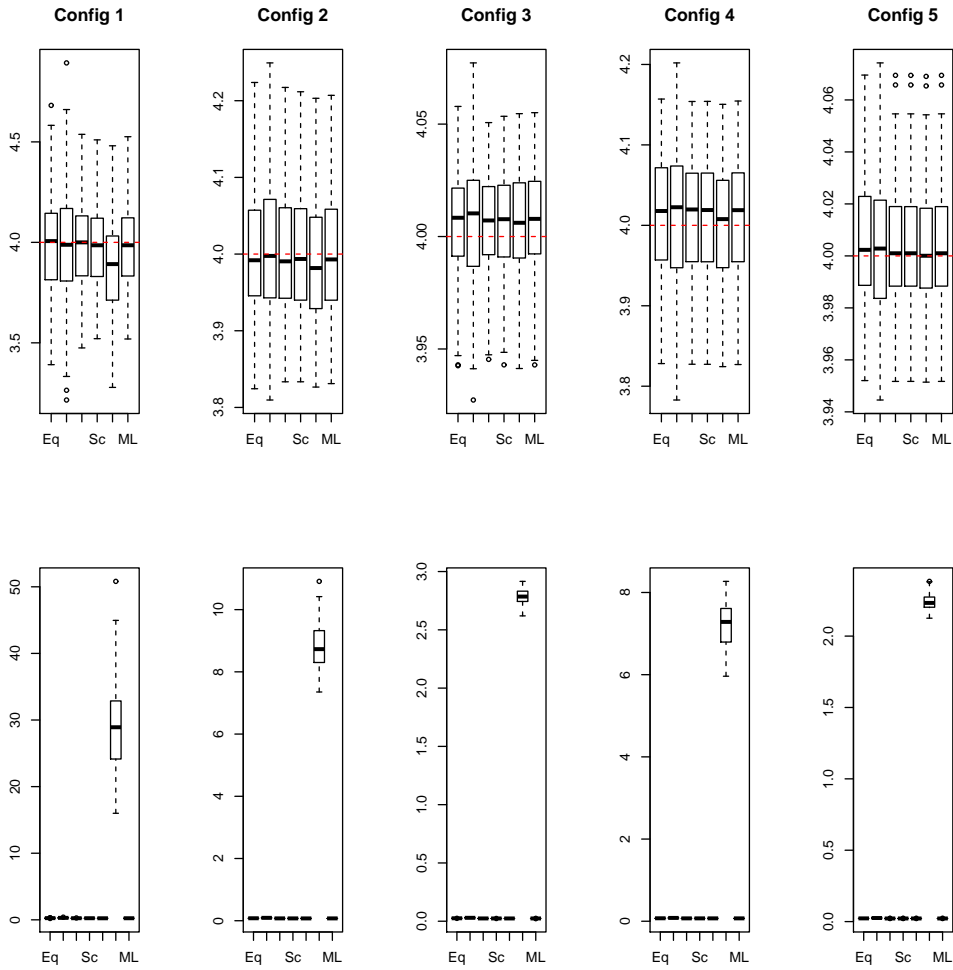 Config 1
Config 2
Config 3
Config 4
Config 5
3.5 4.0 4.5
Eq Sc ML
3.8 3.9 4.0 4.1 4.2
Eq Sc ML
3.95 4.00 4.05
Eq Sc ML
3.8 3.9 4.0 4.1 4.2
Eq Sc ML
3.94 3.96 3.98 4.00 4.02 4.04 4.06
Eq Sc ML
0 10 20 30 40 50
Eq Sc ML
0 2 4 6 8 10
Eq Sc ML
0.0 0.5 1.0 1.5 2.0 2.5 3.0
Eq Sc ML
0 2 4 6 8
Eq Sc ML
0.0 0.5 1.0 1.5 2.0
Eq Sc ML